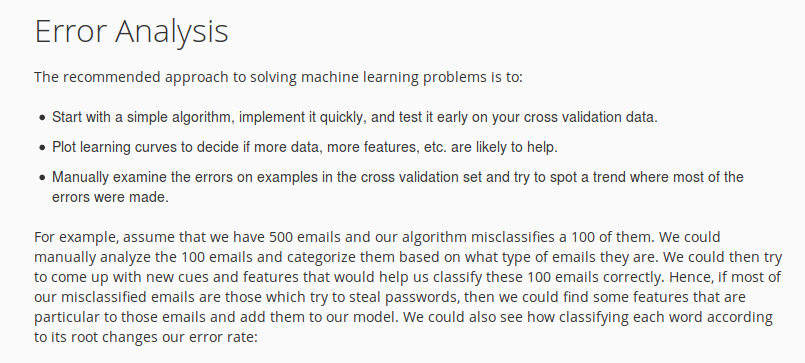 Error Analysis
The recommended approach to solving machine learning problems is to:
• Start with a simple algorithm, implement it quickly, and test it early on your cross validation data.
• Plot learning curves to decide if more data, more features, etc. are likely to help.
• Manually examine the errors on examples in the cross validation set and try to spot a trend where most of the
errors were made.
For example, assume that we have 500 emails and our algorithm misclassifies a 100 of them. We could
manually analyze the 100 emails and categorize them based on what type of emails they are. We could then try
to come up with new cues and features that would help us classify these 100 emails correctly. Hence, if most of
our misclassified emails are those which try to steal passwords, then we could find some features that are
particular to those emails and add them to our model. We could also see how classifying each word according
to its root changes our error rate: